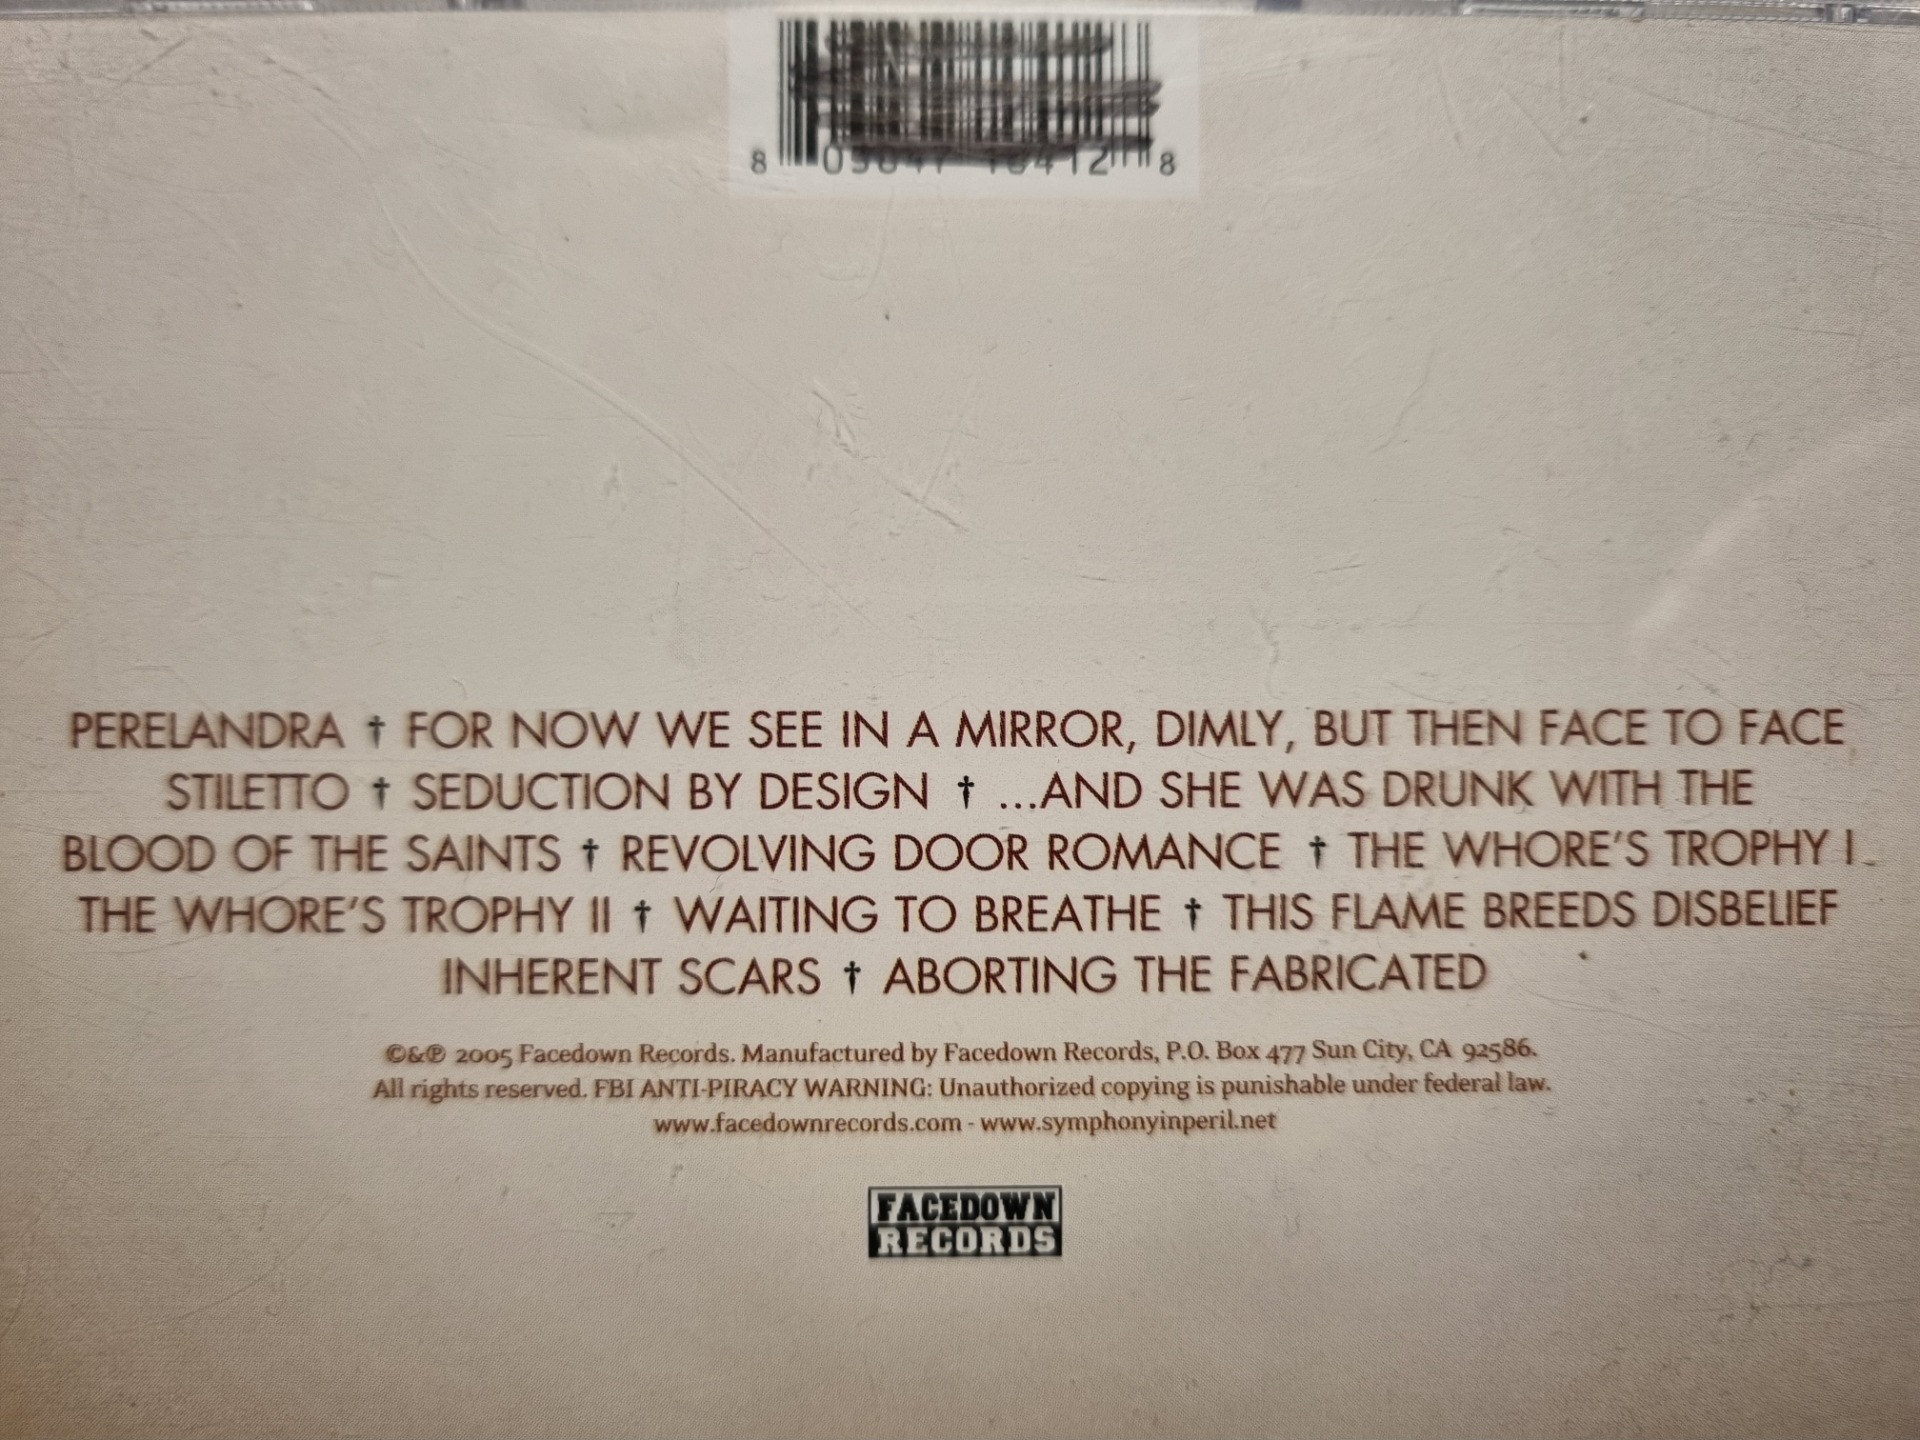 8 12 8
PERELANDRA † FOR NOW WE SEE IN A MIRROR, DIMLY, BUT THEN FACE TO FACE
STILETTO † SEDUCTION BY DESIGN † ...AND SHE WAS DRUNK WITH THE
BLOOD OF THE SAINTS † REVOLVING DOOR ROMANCE † THE WHORE'S TROPHY I
THE WHORE'S TROPHY II † WAITING TO BREATHE † THIS FLAME BREEDS DISBELIEF
INHERENT SCARS † ABORTING THE FABRICATED
©&℗ 2005 Facedown Records. Manufactured by Facedown Records, P.O. Box 477 Sun City, CA 92586.
All rights reserved. FBI ANTI-PIRACY WARNING: Unauthorized copying is punishable under federal law.
www.facedownrecords.com - www.symphonyinperil.net
FACEDOWN
RECORDS